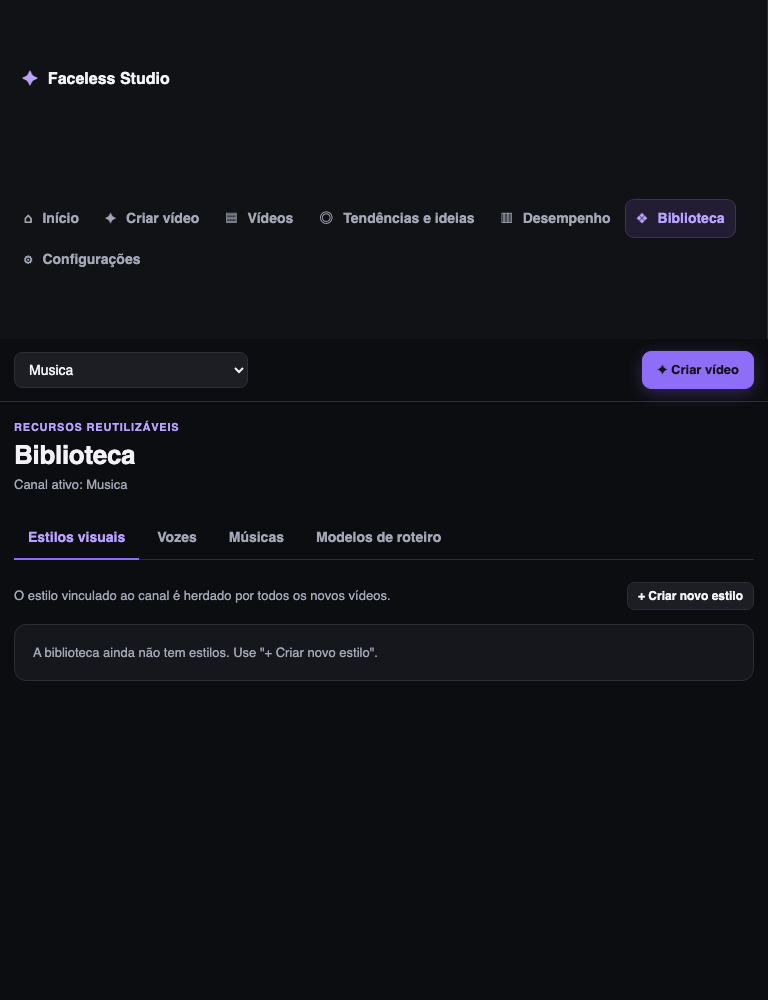 Faceless Studio
Início Criar vídeo Vídeos Tendências e ideias Desempenho Biblioteca
Configurações
Musica ✦ Criar vídeo
RECURSOS REUTILIZÁVEIS
Biblioteca
Canal ativo: Musica
Estilos visuais Vozes Músicas Modelos de roteiro
O estilo vinculado ao canal é herdado por todos os novos vídeos. + Criar novo estilo
A biblioteca ainda não tem estilos. Use "+ Criar novo estilo".